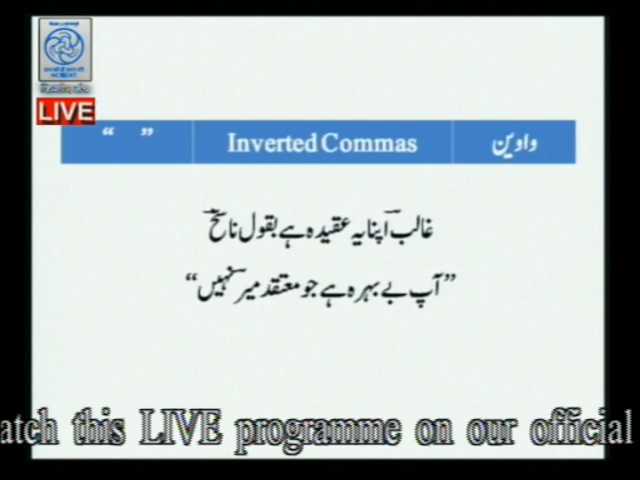 NCERT
LIVE
“ ” Inverted Commas واوین
غالبؔ اپنا یہ عقیدہ ہے بقول ناسخؔ
”آپ بے بہرہ ہے جو معتقد میرؔ نہیں“
atch this LIVE programme on our official